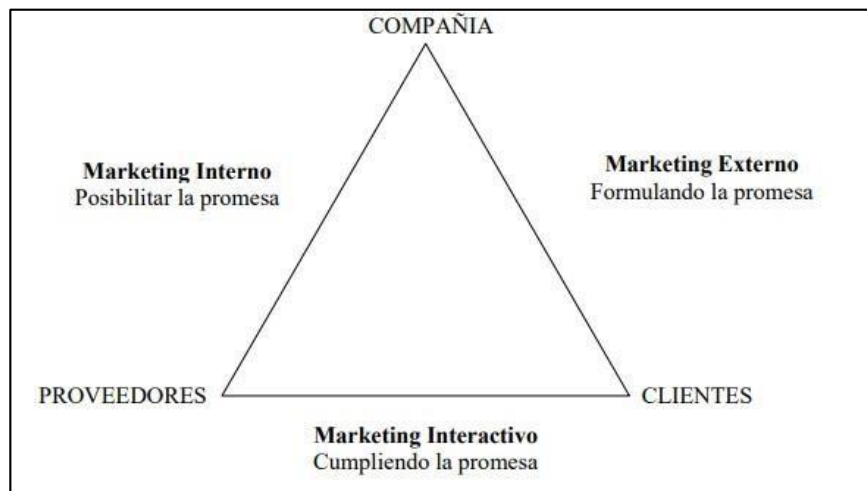 COMPAÑIA
Marketing Interno
Posibilitar la promesa
Marketing Externo
Formulando la promesa
PROVEEDORES
CLIENTES
Marketing Interactivo
Cumpliendo la promesa